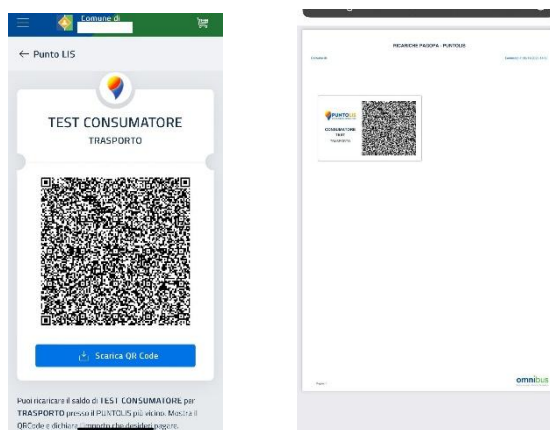 Comune di
← Punto LIS
TEST CONSUMATORE
TRASPORTO
Scarica QR Code
Puoi ricaricare il saldo di TEST CONSUMATORE per
TRASPORTO presso il PUNTOLIS più vicino. Mostra il
QRCode e dichiara l'importo che desideri pagare.
RICARICHE PAGOPA - PUNTOLIS
PUNTOLIS
CONSUMATORE
TEST
TRASPORTO
omnibus